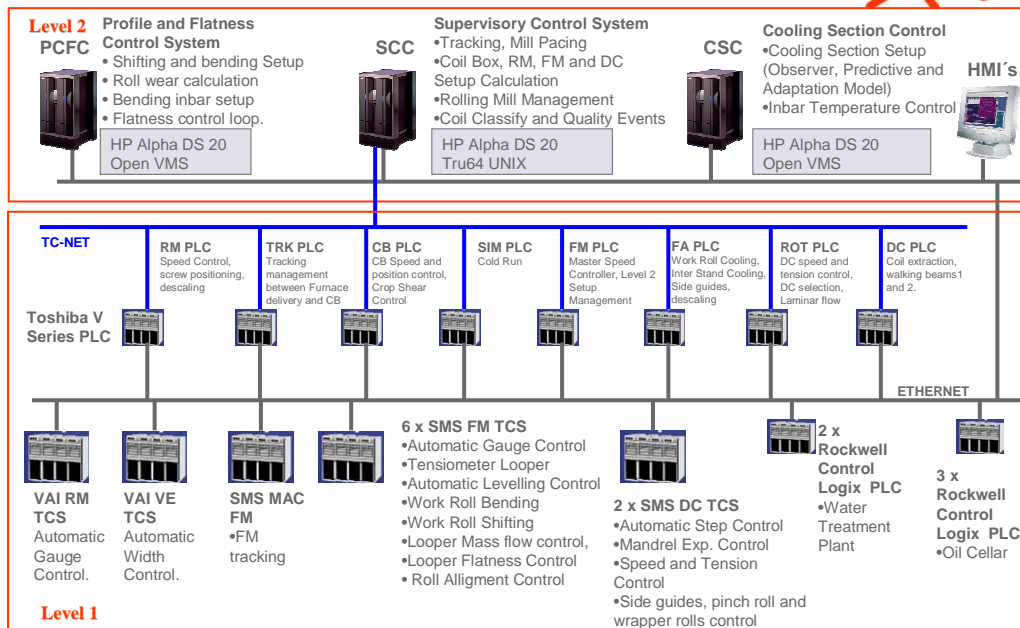 Level 2
PCFC
Profile and Flatness
Control System
• Shifting and bending Setup
• Roll wear calculation
• Bending inbar setup
• Flatness control loop.
HP Alpha DS 20
Open VMS
SCC
Supervisory Control System
•Tracking, Mill Pacing
•Coil Box, RM, FM and DC
Setup Calculation
•Rolling Mill Management
•Coil Classify and Quality Events
HP Alpha DS 20
Tru64 UNIX
CSC
Cooling Section Control
•Cooling Section Setup
(Observer, Predictive and
Adaptation Model)
•Inbar Temperature Control
HP Alpha DS 20
Open VMS
HMI´s
TC-NET
RM PLC
Speed Control,
screw positioning,
descaling
TRK PLC
Tracking
management
between Furnace
delivery and CB
CB PLC
CB Speed and
position control,
Crop Shear
Control
SIM PLC
Cold Run
FM PLC
Master Speed
Controller, Level 2
Setup
Management
FA PLC
Work Roll Cooling,
Inter Stand Cooling,
Side guides,
descaling
ROT PLC
DC speed and
tension control,
DC selection,
Laminar flow
DC PLC
Coil extraction,
walking beams1
and 2.
Toshiba V
Series PLC
ETHERNET
VAI RM
TCS
Automatic
Gauge
Control.
VAI VE
TCS
Automatic
Width
Control.
SMS MAC
FM
•FM
tracking
6 x SMS FM TCS
•Automatic Gauge Control
•Tensiometer Looper
•Automatic Levelling Control
•Work Roll Bending
•Work Roll Shifting
•Looper Mass flow control,
•Looper Flatness Control
• Roll Alligment Control
2 x SMS DC TCS
•Automatic Step Control
•Mandrel Exp. Control
•Speed and Tension
Control
•Side guides, pinch roll and
wrapper rolls control
2 x
Rockwell
Control
Logix PLC
•Water
Treatment
Plant
3 x
Rockwell
Control
Logix PLC
•Oil Cellar
Level 1